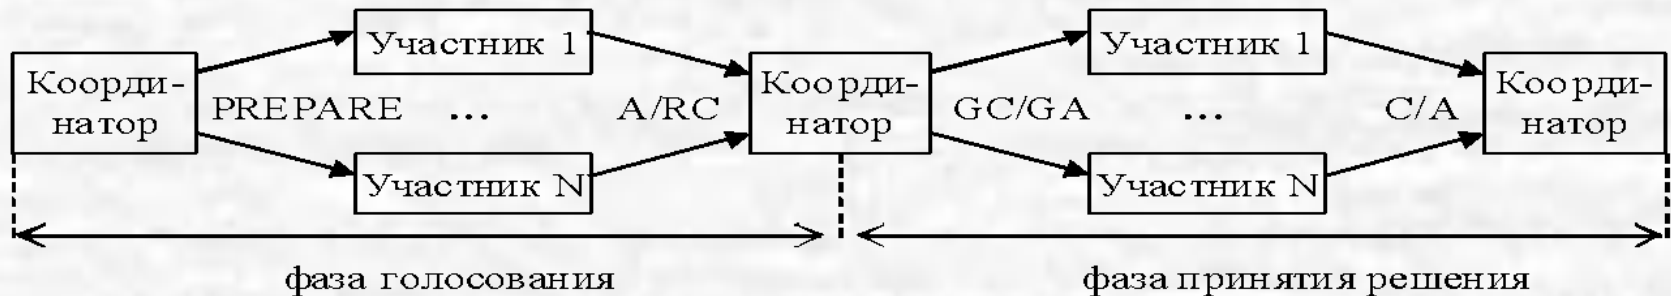 Коорди-
натор
PREPARE
Участник 1
...
Участник N
A/RC
Коорди-
натор
GC/GA
Участник 1
...
Участник N
C/A
Коорди-
натор
фаза голосования
фаза принятия решения